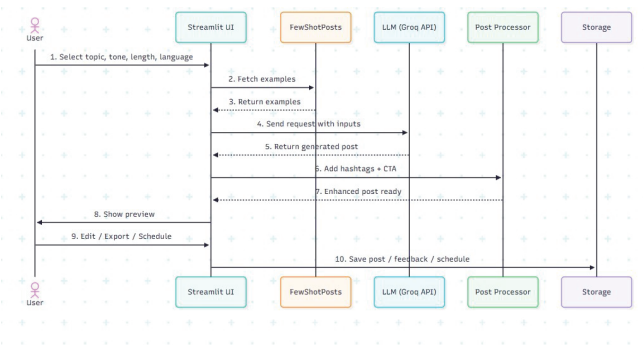 User
Streamlit UI
FewShotPosts
LLM (Groq API)
Post Processor
Storage
1. Select topic, tone, length, language
2. Fetch examples
3. Return examples
4. Send request with inputs
5. Return generated post
6. Add hashtags + CTA
7. Enhanced post ready
8. Show preview
9. Edit / Export / Schedule
10. Save post / feedback / schedule
User
Streamlit UI
FewShotPosts
LLM (Groq API)
Post Processor
Storage